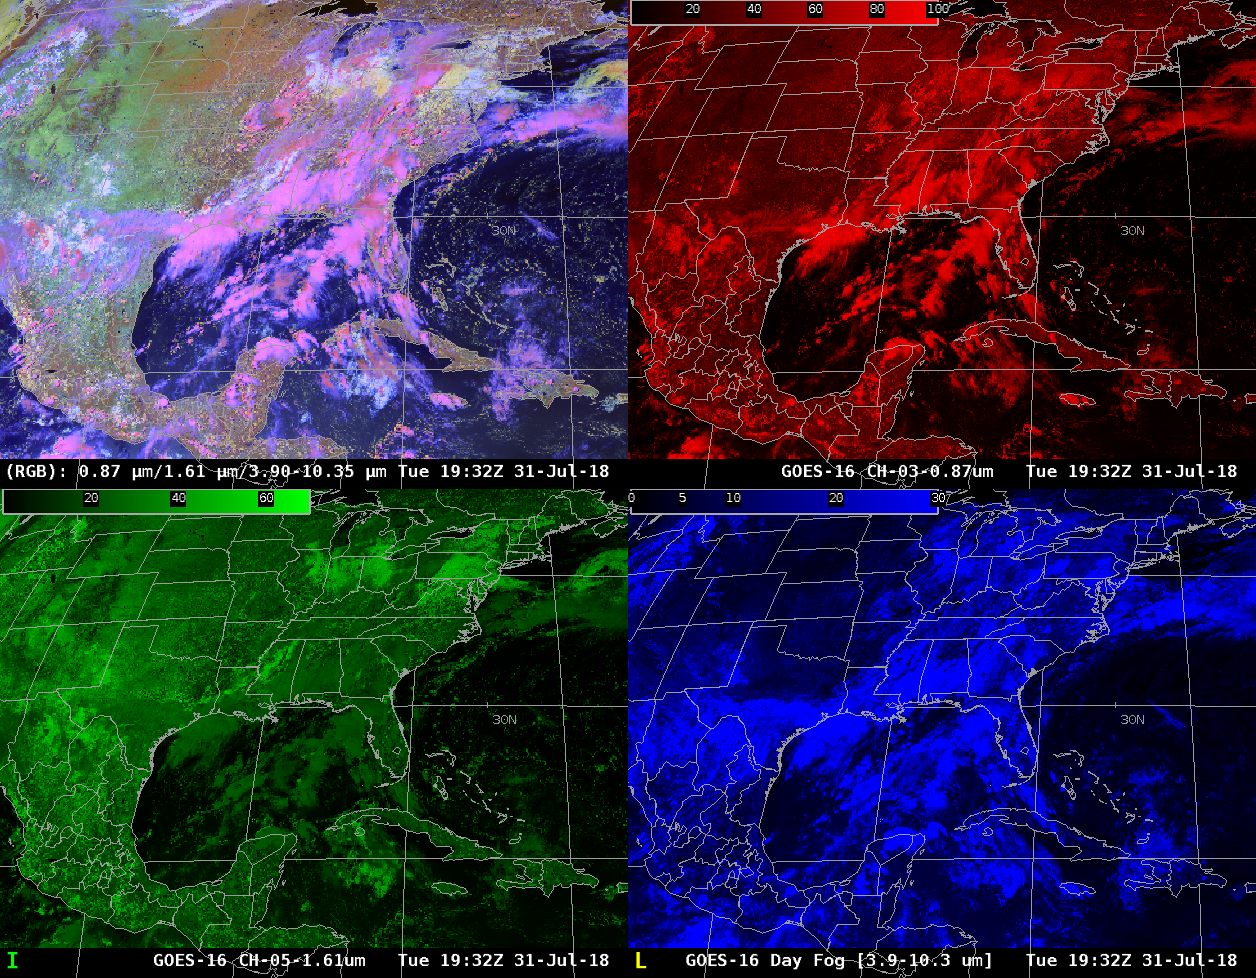 20 40 60 80 100
30N 30N
(RGB): 0.87 µm/1.61 µm/3.90-10.35 µm Tue 19:32Z 31-Jul-18
GOES-16 CH-03-0.87um Tue 19:32Z 31-Jul-18
20 40 60
0 5 10 20 30
30N 30N
I GOES-16 CH-05-1.61um Tue 19:32Z 31-Jul-18
L GOES-16 Day Fog [3.9-10.3 um] Tue 19:32Z 31-Jul-18